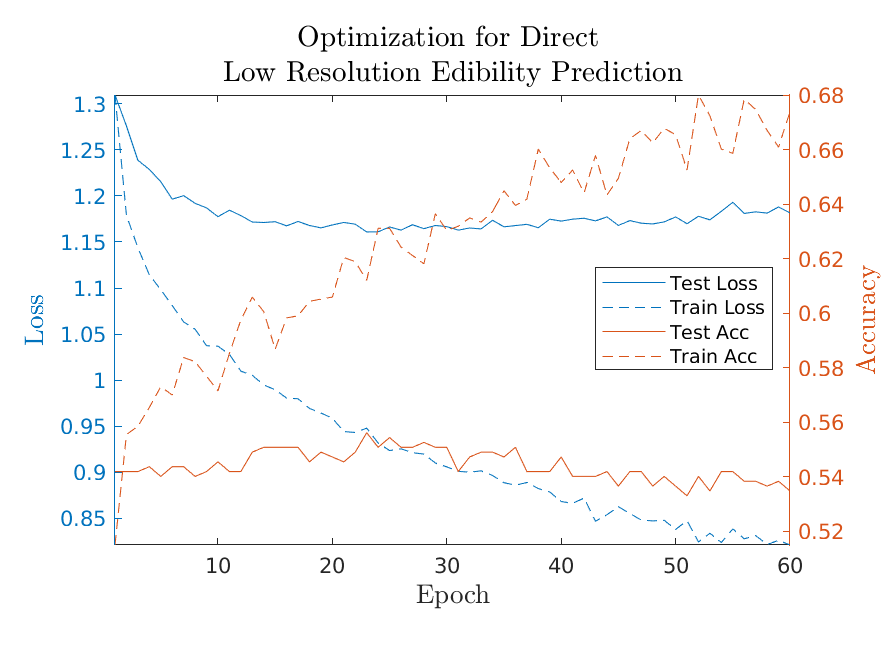 Optimization for Direct
Low Resolution Edibility Prediction
1.3
1.25
1.2
1.15
1.1
1.05
1
0.95
0.9
0.85
Loss
0.68
0.66
0.64
0.62
0.6
0.58
0.56
0.54
0.52
Accuracy
Test Loss
Train Loss
Test Acc
Train Acc
10 20 30 40 50 60
Epoch